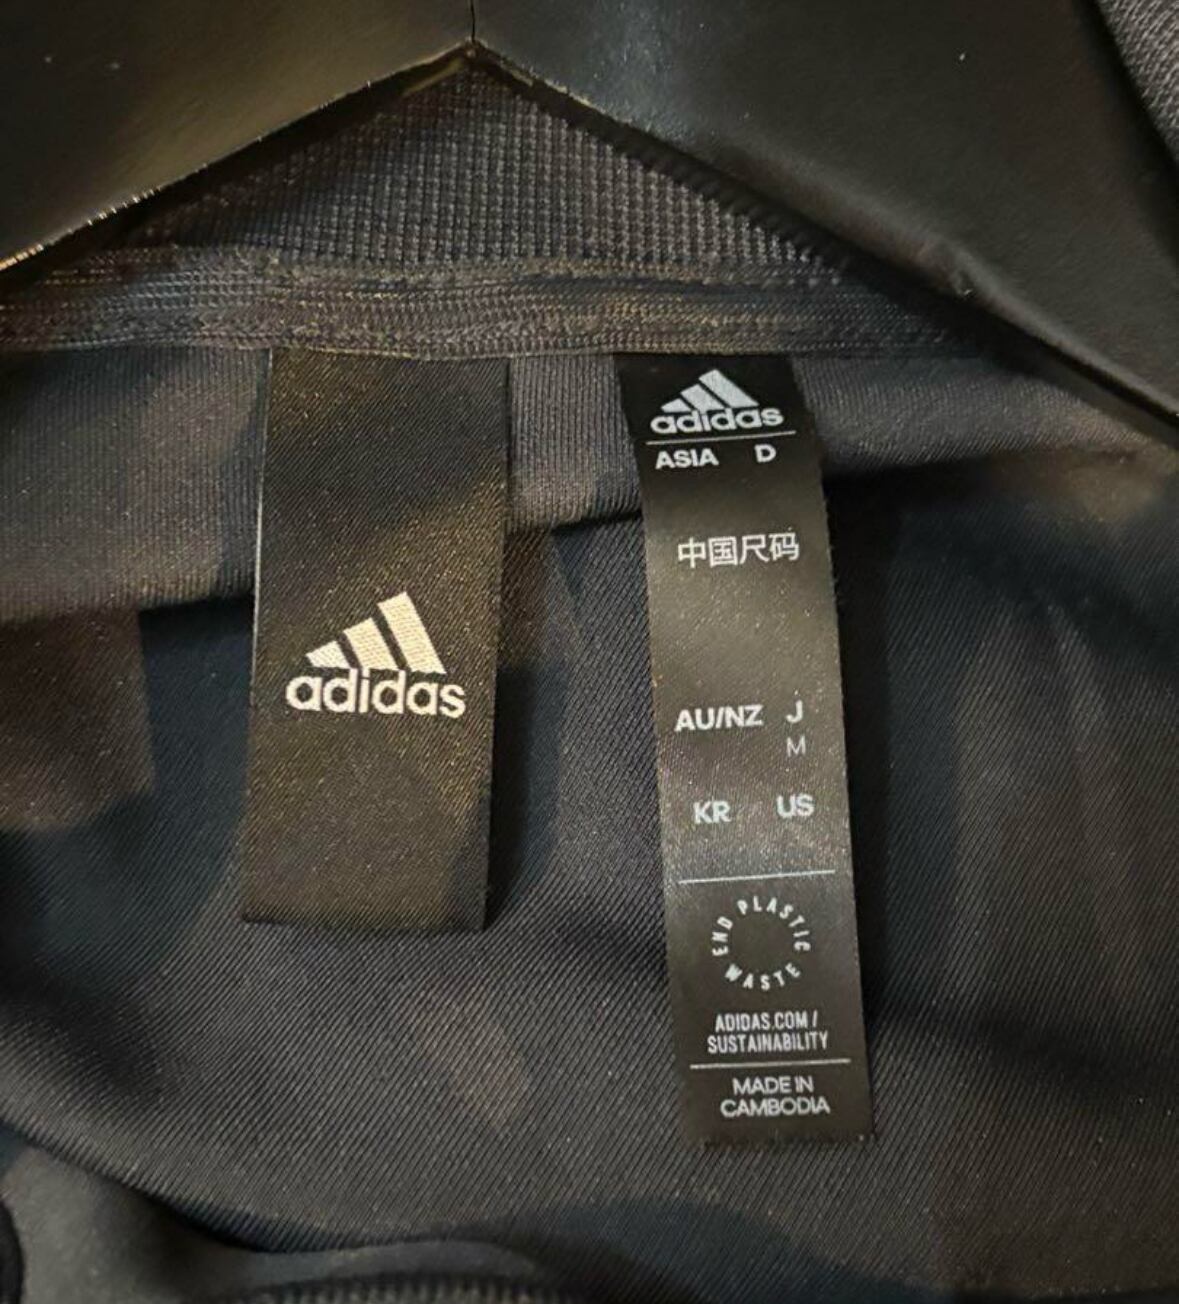 adidas
adidas
ASIA D
中国尺码
AU/NZ J
M
KR US
END PLASTIC WASTE
ADIDAS.COM/
SUSTAINABILITY
MADE IN
CAMBODIA